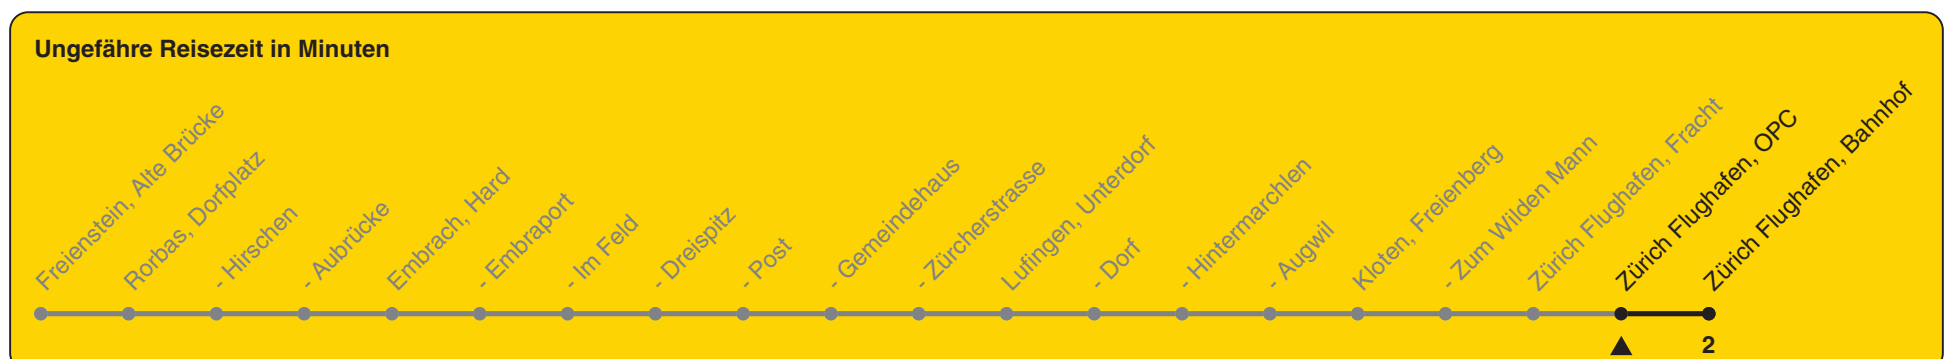 Ungefähre Reisezeit in Minuten
Freienstein, Alte Brücke
Rorbas, Dorfplatz
- Hirschen
- Aubrücke
Embrach, Hard
- Embraport
- Im Feld
- Dreispitz
- Post
- Gemeindehaus
- Zürcherstrasse
Lufingen, Unterdorf
- Dorf
- Hintermarchlen
- Augwil
Kloten, Freienberg
- Zum Wilden Mann
Zürich Flughafen, Fracht
Zürich Flughafen, OPC
Zürich Flughafen, Bahnhof
2